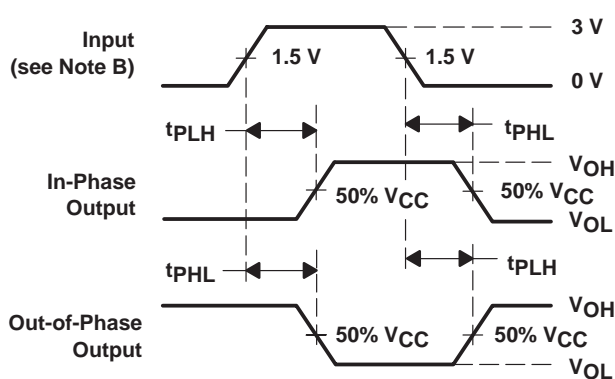 Input
(see Note B)
1.5 V
1.5 V
3 V
0 V
tPLH
tPHL
In-Phase
Output
50% VCC
50% VCC
VOH
VOL
tPHL
tPLH
Out-of-Phase
Output
50% VCC
50% VCC
VOH
VOL